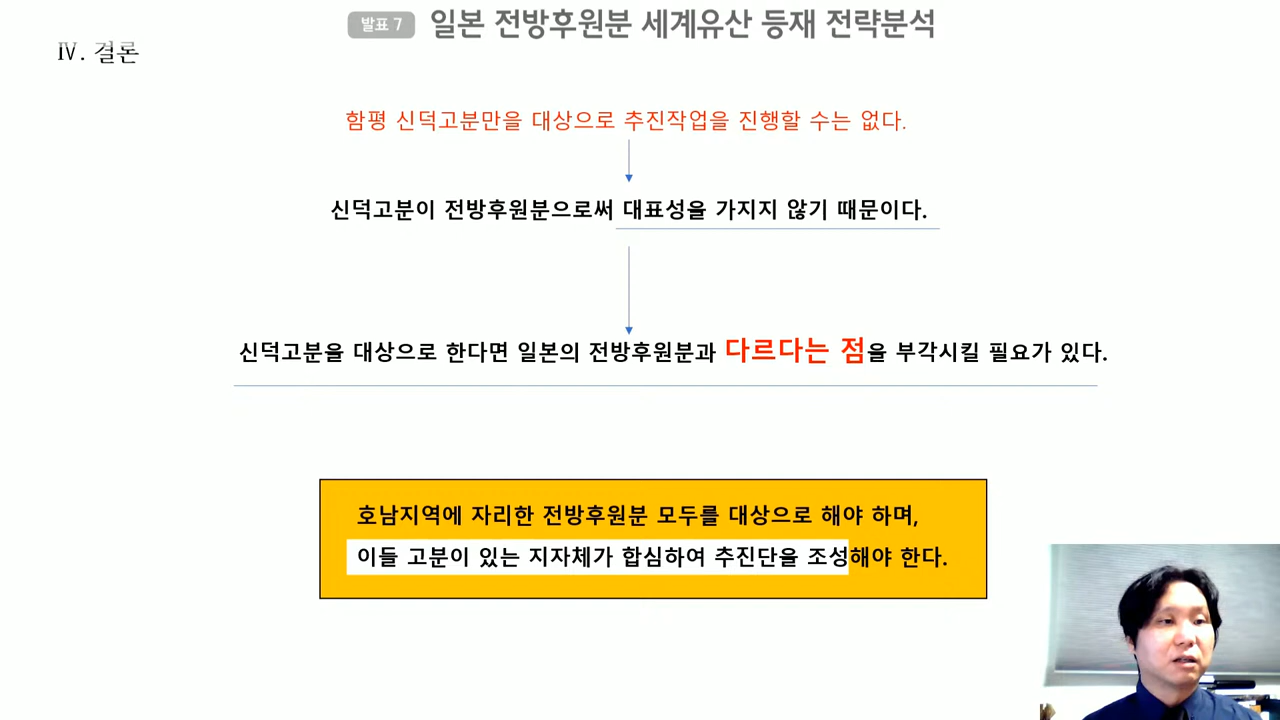 발표 7 일본 전방후원분 세계유산 등재 전략분석
Ⅳ. 결론
함평 신덕고분만을 대상으로 추진작업을 진행할 수는 없다.
신덕고분이 전방후원분으로써 대표성을 가지지 않기 때문이다.
신덕고분을 대상으로 한다면 일본의 전방후원분과 다르다는 점을 부각시킬 필요가 있다.
호남지역에 자리한 전방후원분 모두를 대상으로 해야 하며,
이들 고분이 있는 지자체가 합심하여 추진단을 조성해야 한다.